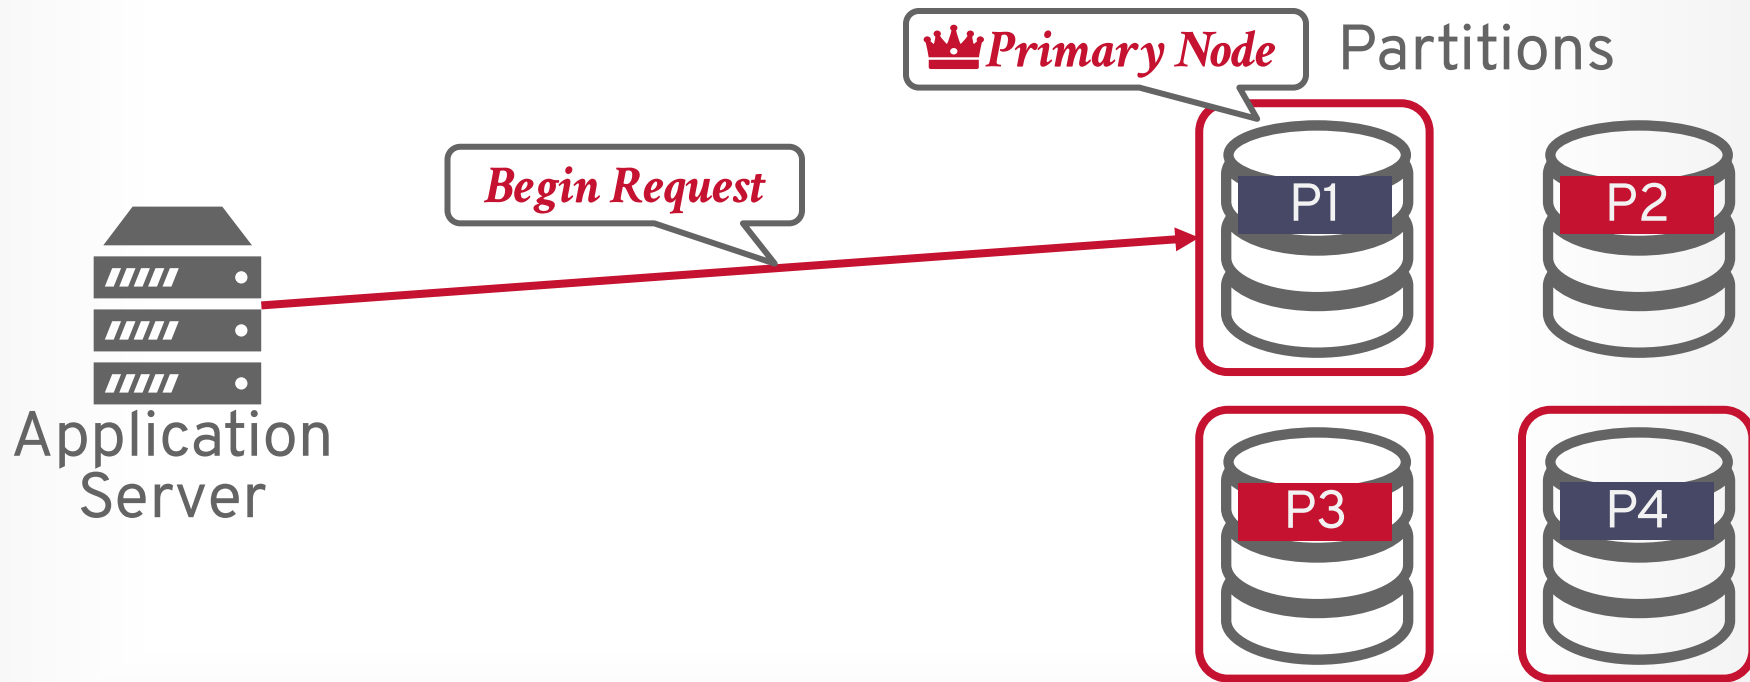 Primary Node
Partitions
Begin Request
P1
P2
Application
Server
P3
P4